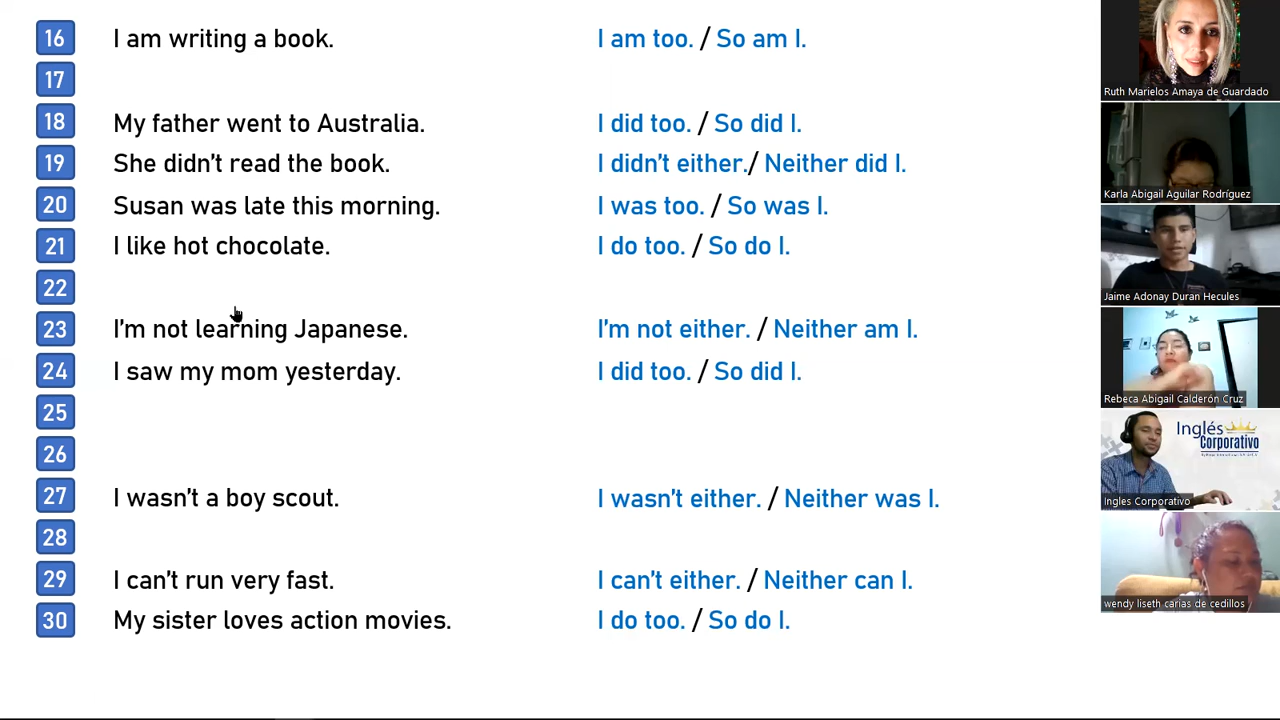 16 I am writing a book. I am too. / So am I.
17
18 My father went to Australia. I did too. / So did I.
19 She didn't read the book. I didn't either./ Neither did I.
20 Susan was late this morning. I was too. / So was I.
21 I like hot chocolate. I do too. / So do I.
22
23 I'm not learning Japanese. I'm not either. / Neither am I.
24 I saw my mom yesterday. I did too. / So did I.
25
26
27 I wasn't a boy scout. I wasn't either. / Neither was I.
28
29 I can't run very fast. I can't either. / Neither can I.
30 My sister loves action movies. I do too. / So do I.
Ruth Marielos Amaya de Guardado
Karla Abigail Aguilar Rodríguez
Jaime Adonay Duran Hecules
Rebeca Abigail Calderón Cruz
Inglés
Corporativo
Ingles Corporativo
wendy liseth carias de cedillos